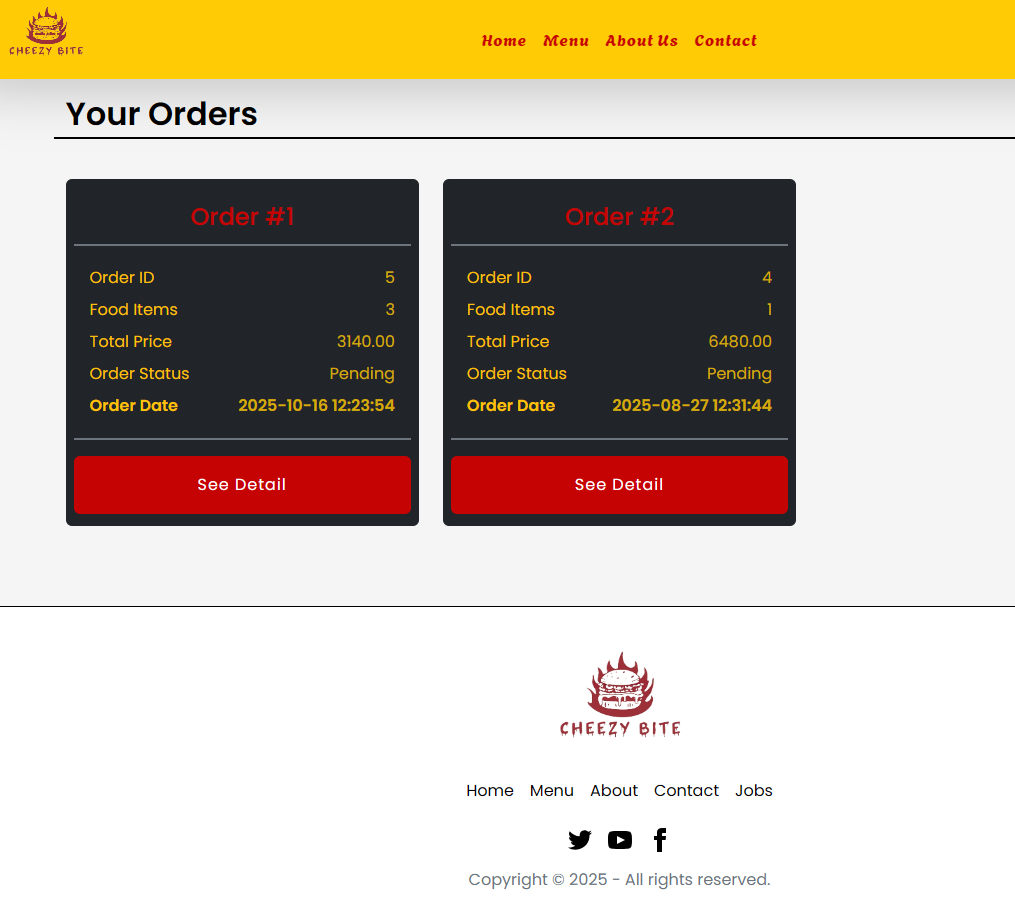 CHEEZY BITE
Home Menu About Us Contact
Your Orders
Order #1
Order ID 5
Food Items 3
Total Price 3140.00
Order Status Pending
Order Date 2025-10-16 12:23:54
See Detail
Order #2
Order ID 4
Food Items 1
Total Price 6480.00
Order Status Pending
Order Date 2025-08-27 12:31:44
See Detail
CHEEZY BITE
Home Menu About Contact Jobs
Copyright © 2025 - All rights reserved.